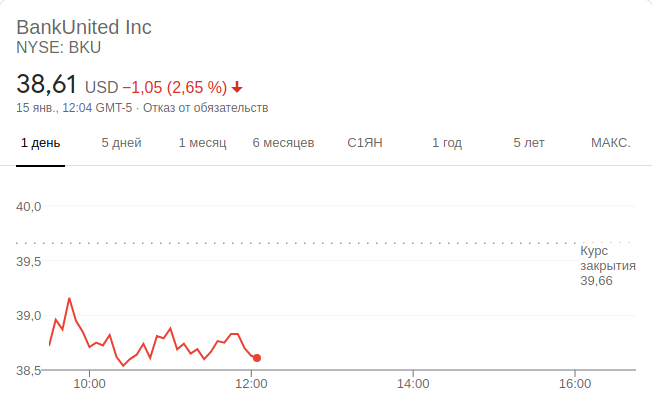 BankUnited Inc
NYSE: BKU
38,61 USD −1,05 (2,65 %)
15 янв., 12:04 GMT-5 · Отказ от обязательств
1 день 5 дней 1 месяц 6 месяцев С1ЯН 1 год 5 лет МАКС.
40,0
Курс
закрытия
39,66
39,5
39,0
38,5
10:00 12:00 14:00 16:00